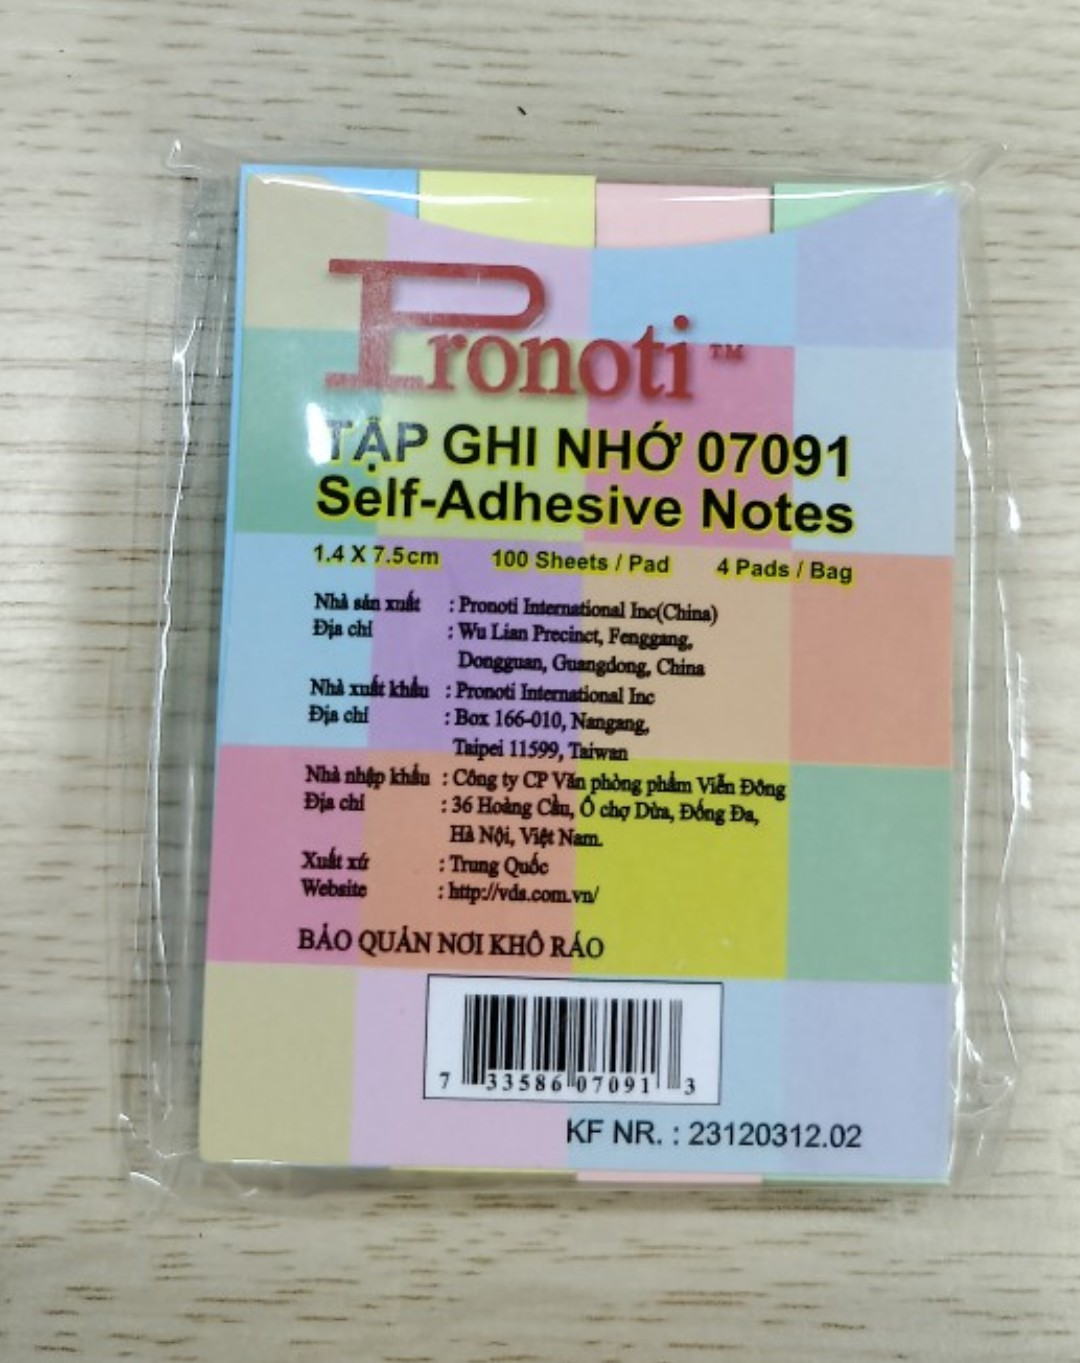 Pronoti™
TẬP GHI NHỚ 07091
Self-Adhesive Notes
1.4 X 7.5cm 100 Sheets / Pad 4 Pads / Bag
Nhà sản xuất : Pronoti International Inc(China)
Địa chỉ : Wu Lian Precinct, Fenggang,
Dongguan, Guangdong, China
Nhà xuất khẩu : Pronoti International Inc
Địa chỉ : Box 166-010, Nangang,
Taipei 11599, Taiwan
Nhà nhập khẩu : Công ty CP Văn phòng phẩm Viễn Đông
Địa chỉ : 36 Hoàng Cầu, Ô chợ Dừa, Đống Đa,
Hà Nội, Việt Nam.
Xuất xứ : Trung Quốc
Website : http://vds.com.vn/
BẢO QUẢN NƠI KHÔ RÁO
7 33586 07091 3
KF NR. : 23120312.02